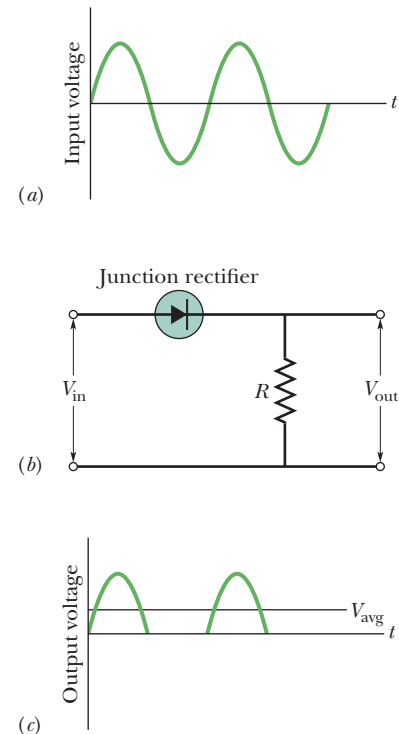 Input voltage
t
(a)
Junction rectifier
V_in
R
V_out
(b)
Output voltage
V_avg
t
(c)